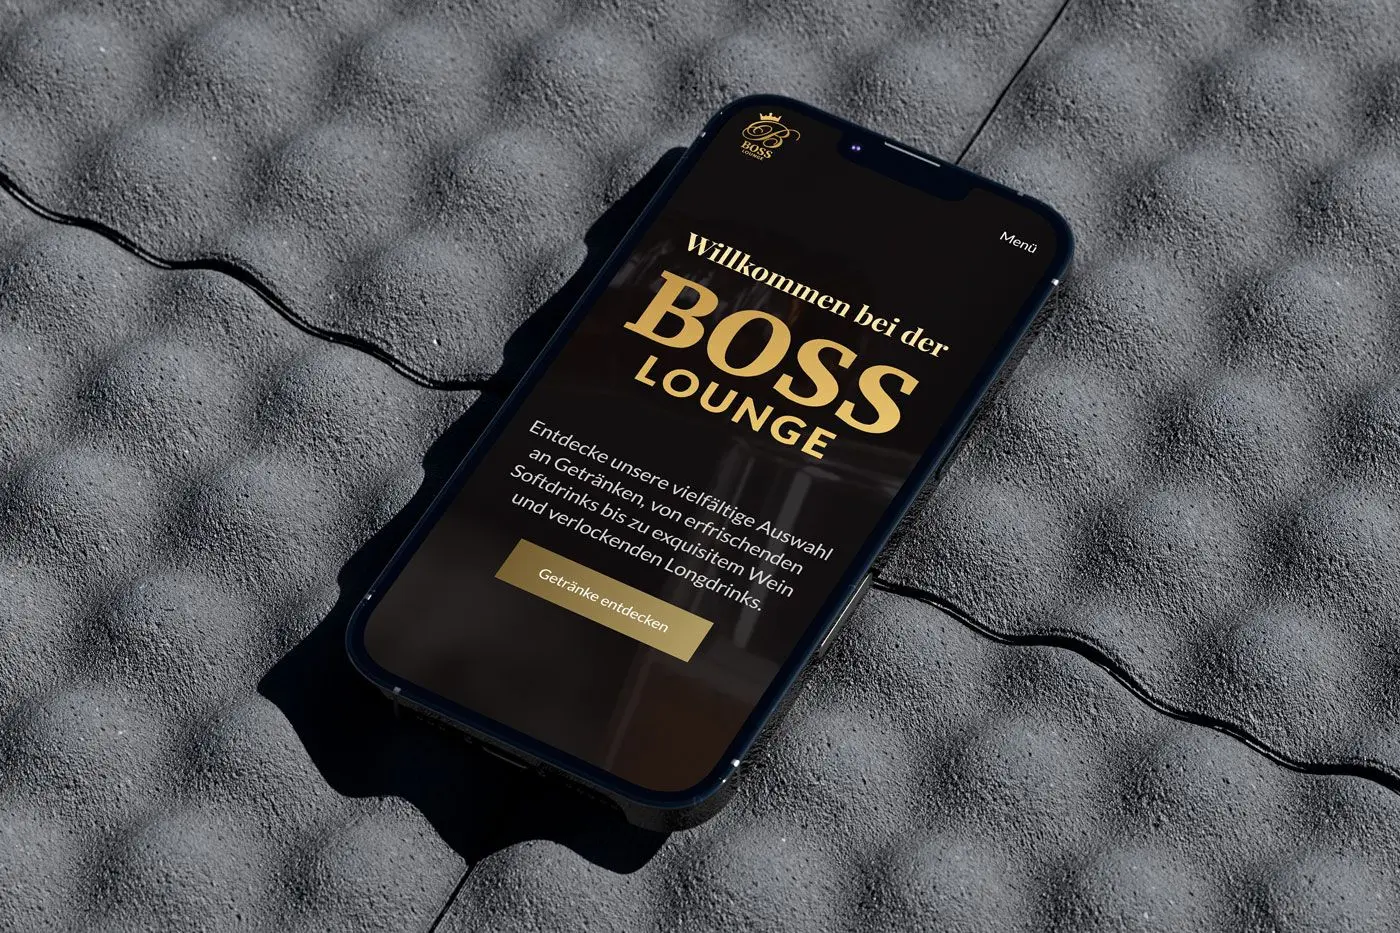 B
BOSS
LOUNGE
Menü
Willkommen bei der
BOSS
LOUNGE
Entdecke unsere vielfältige Auswahl
an Getränken, von erfrischenden
Softdrinks bis zu exquisitem Wein
und verlockenden Longdrinks.
Getränke entdecken